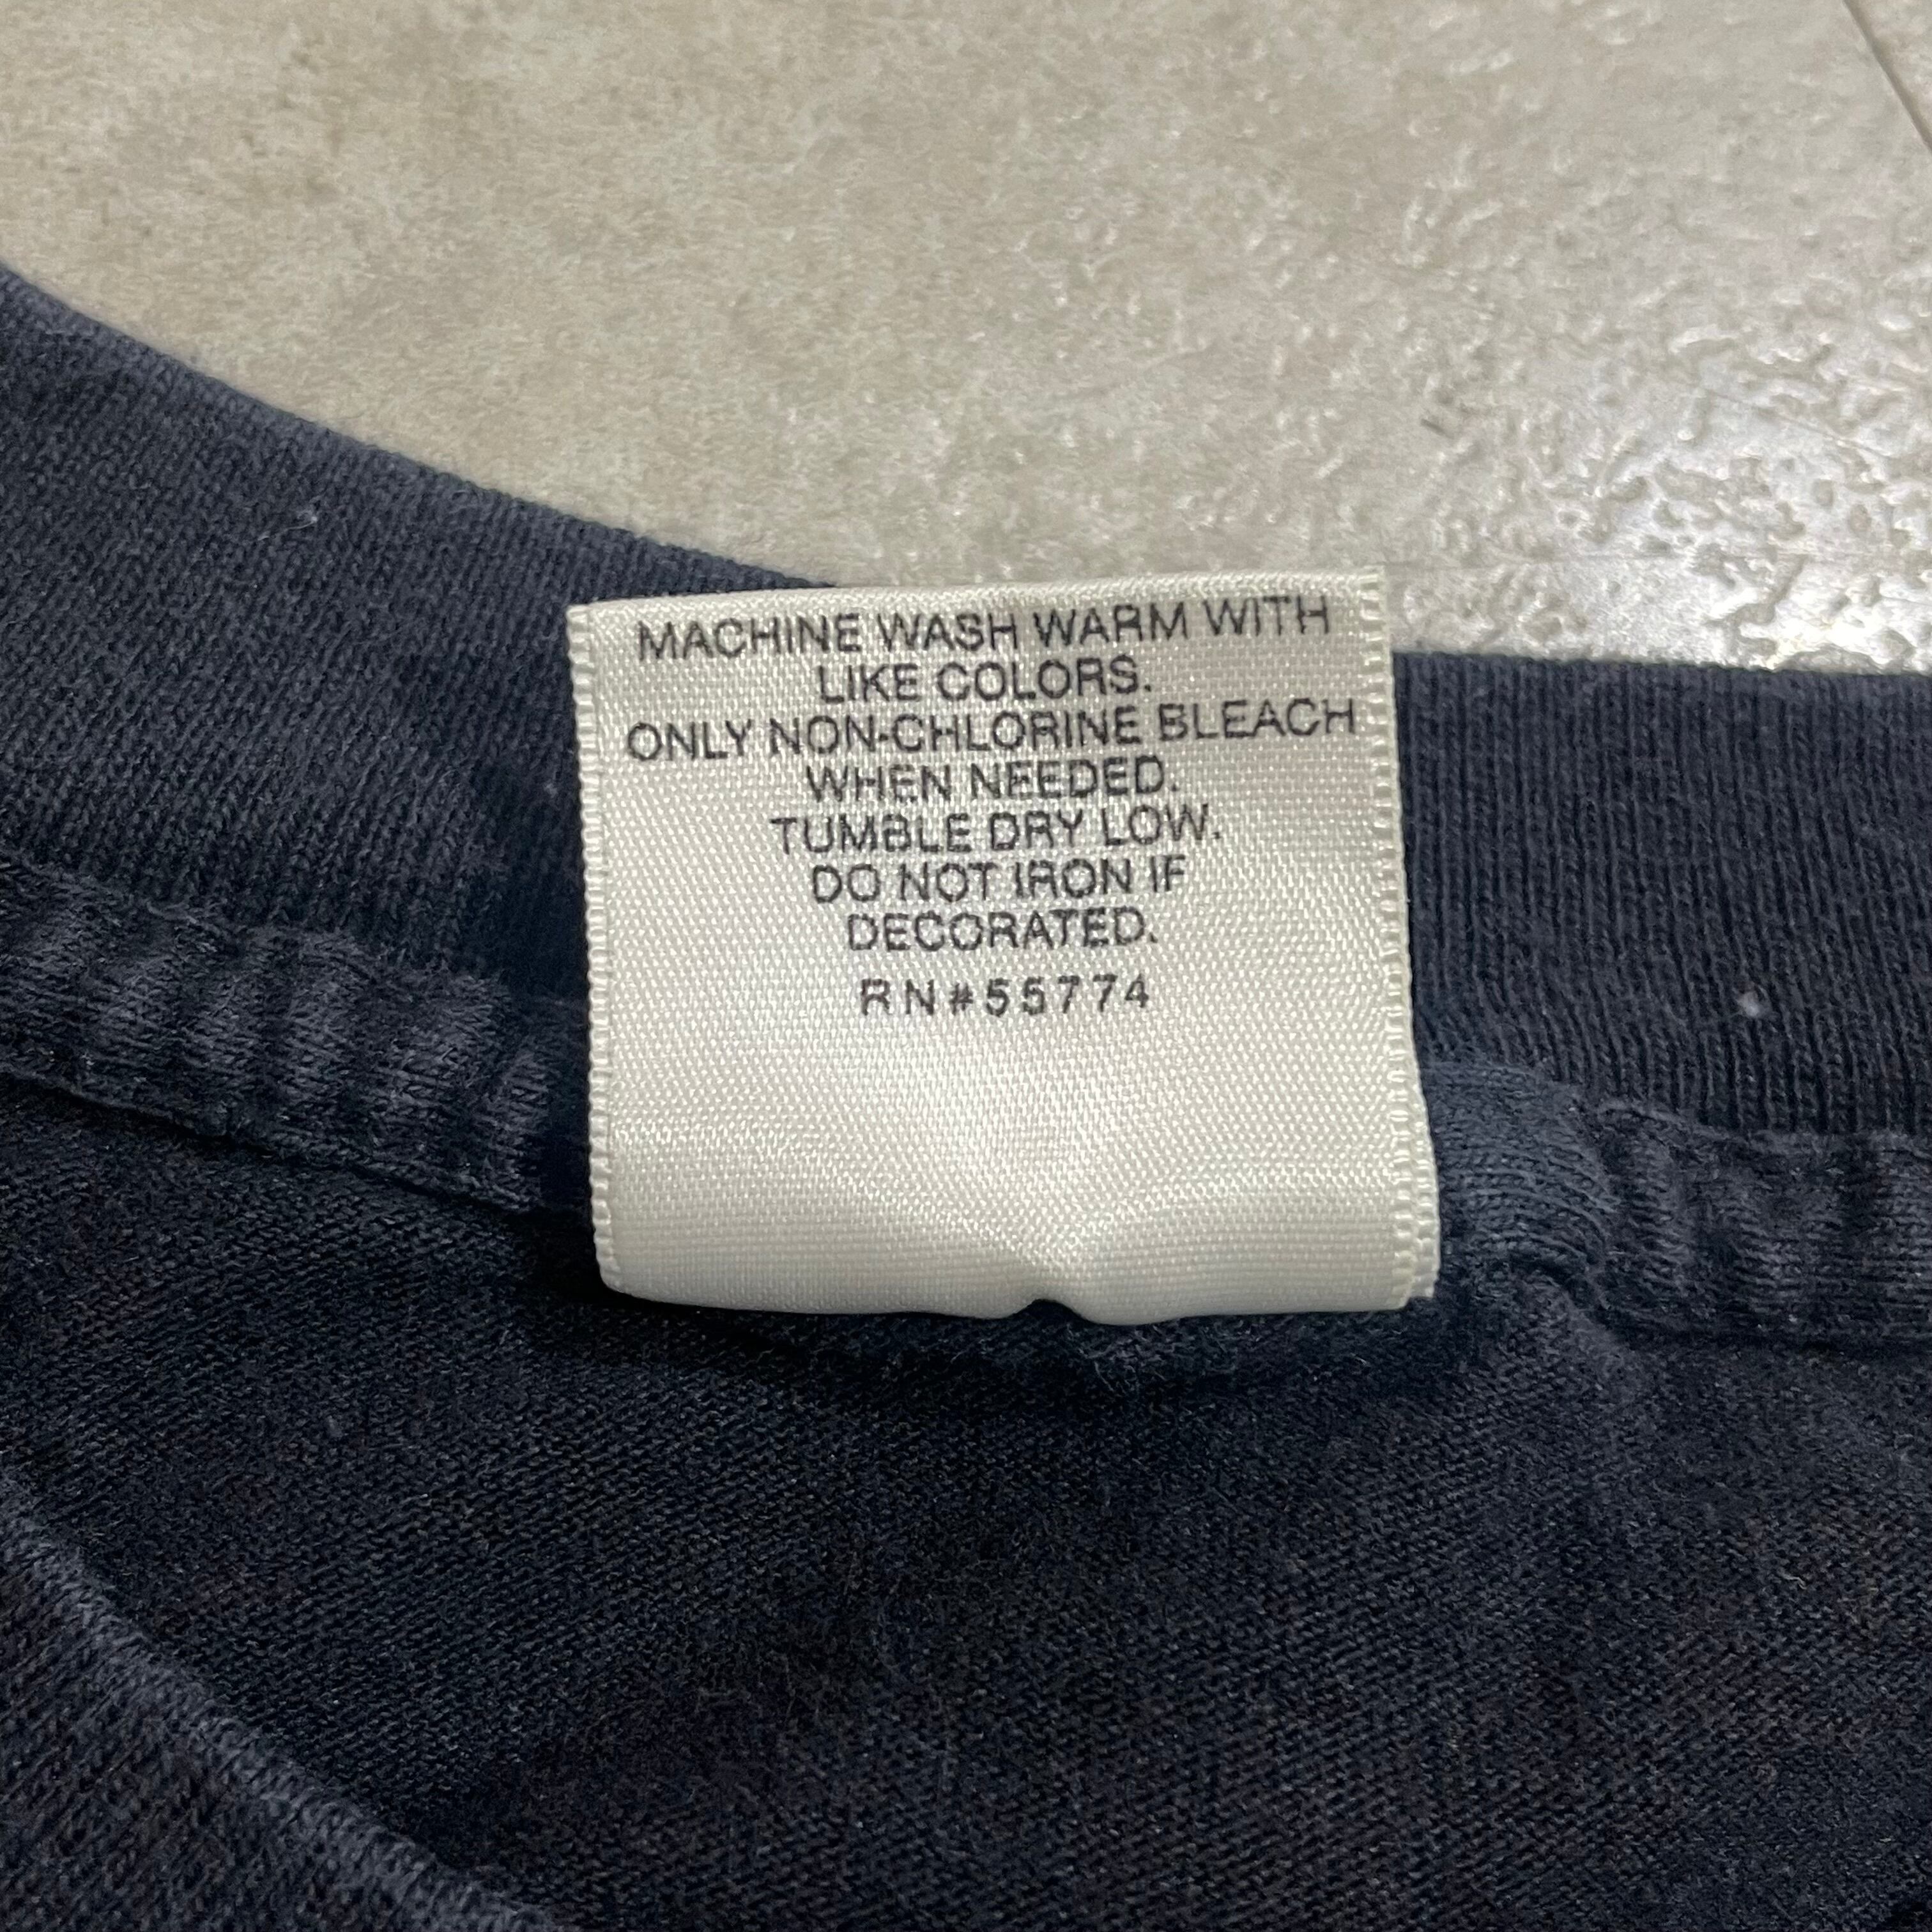 MACHINE WASH WARM WITH
LIKE COLORS.
ONLY NON-CHLORINE BLEACH
WHEN NEEDED.
TUMBLE DRY LOW.
DO NOT IRON IF
DECORATED.
RN#55774